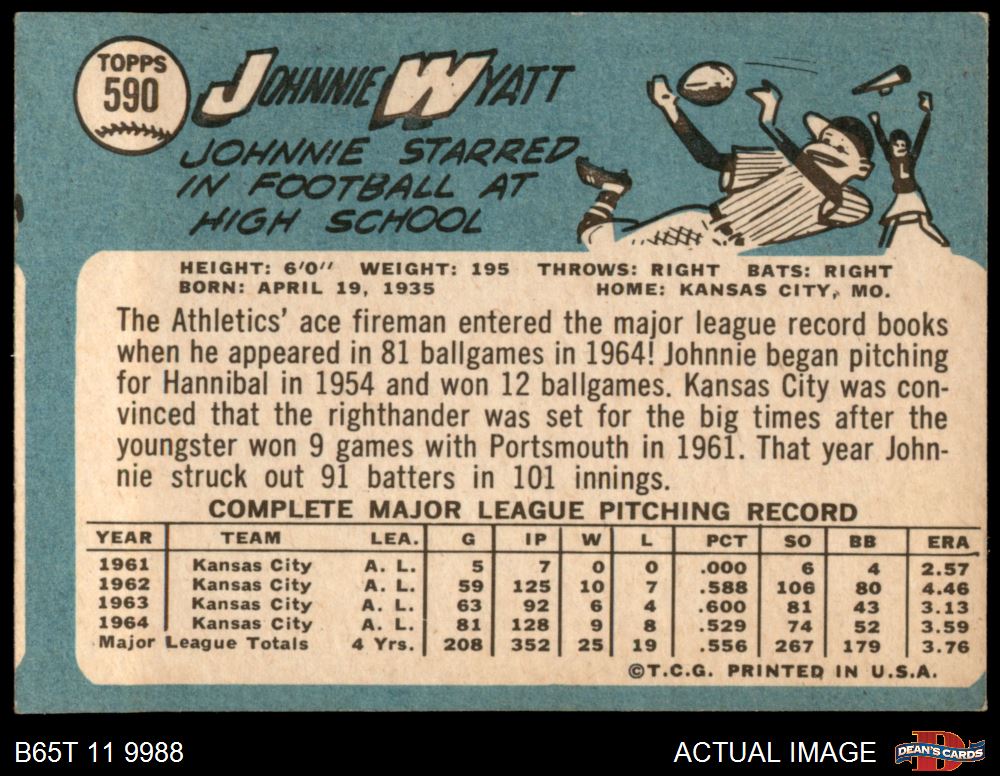 TOPPS
590
JOHNNIE WYATT
JOHNNIE STARRED
IN FOOTBALL AT
HIGH SCHOOL
L
HEIGHT: 6'0" WEIGHT: 195 THROWS: RIGHT BATS: RIGHT
BORN: APRIL 19, 1935 HOME: KANSAS CITY, MO.
The Athletics' ace fireman entered the major league record books
when he appeared in 81 ballgames in 1964! Johnnie began pitching
for Hannibal in 1954 and won 12 ballgames. Kansas City was con-
vinced that the righthander was set for the big times after the
youngster won 9 games with Portsmouth in 1961. That year John-
nie struck out 91 batters in 101 innings.
COMPLETE MAJOR LEAGUE PITCHING RECORD
YEAR TEAM LEA. G IP W L PCT SO BB ERA
1961 Kansas City A. L. 5 7 0 0 .000 6 4 2.57
1962 Kansas City A. L. 59 125 10 7 .588 106 80 4.46
1963 Kansas City A. L. 63 92 6 4 .600 81 43 3.13
1964 Kansas City A. L. 81 128 9 8 .529 74 52 3.59
Major League Totals 4 Yrs. 208 352 25 19 .556 267 179 3.76
©T.C.G. PRINTED IN U.S.A.
B65T 11 9988 ACTUAL IMAGE DEAN'S CARDS